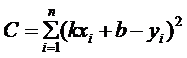 C = \sum_{i=1}^{n} (kx_i + b - y_i)^2